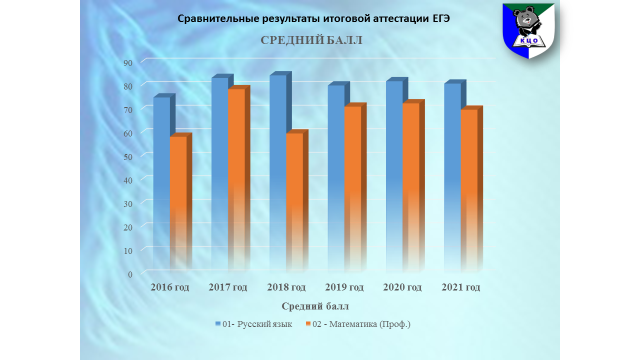 Сравнительные результаты итоговой аттестации ЕГЭ
СРЕДНИЙ БАЛЛ
КЦО
90
80
70
60
50
40
30
20
10
0
2016 год 2017 год 2018 год 2019 год 2020 год 2021 год
Средний балл
01- Русский язык 02 - Математика (Проф.)